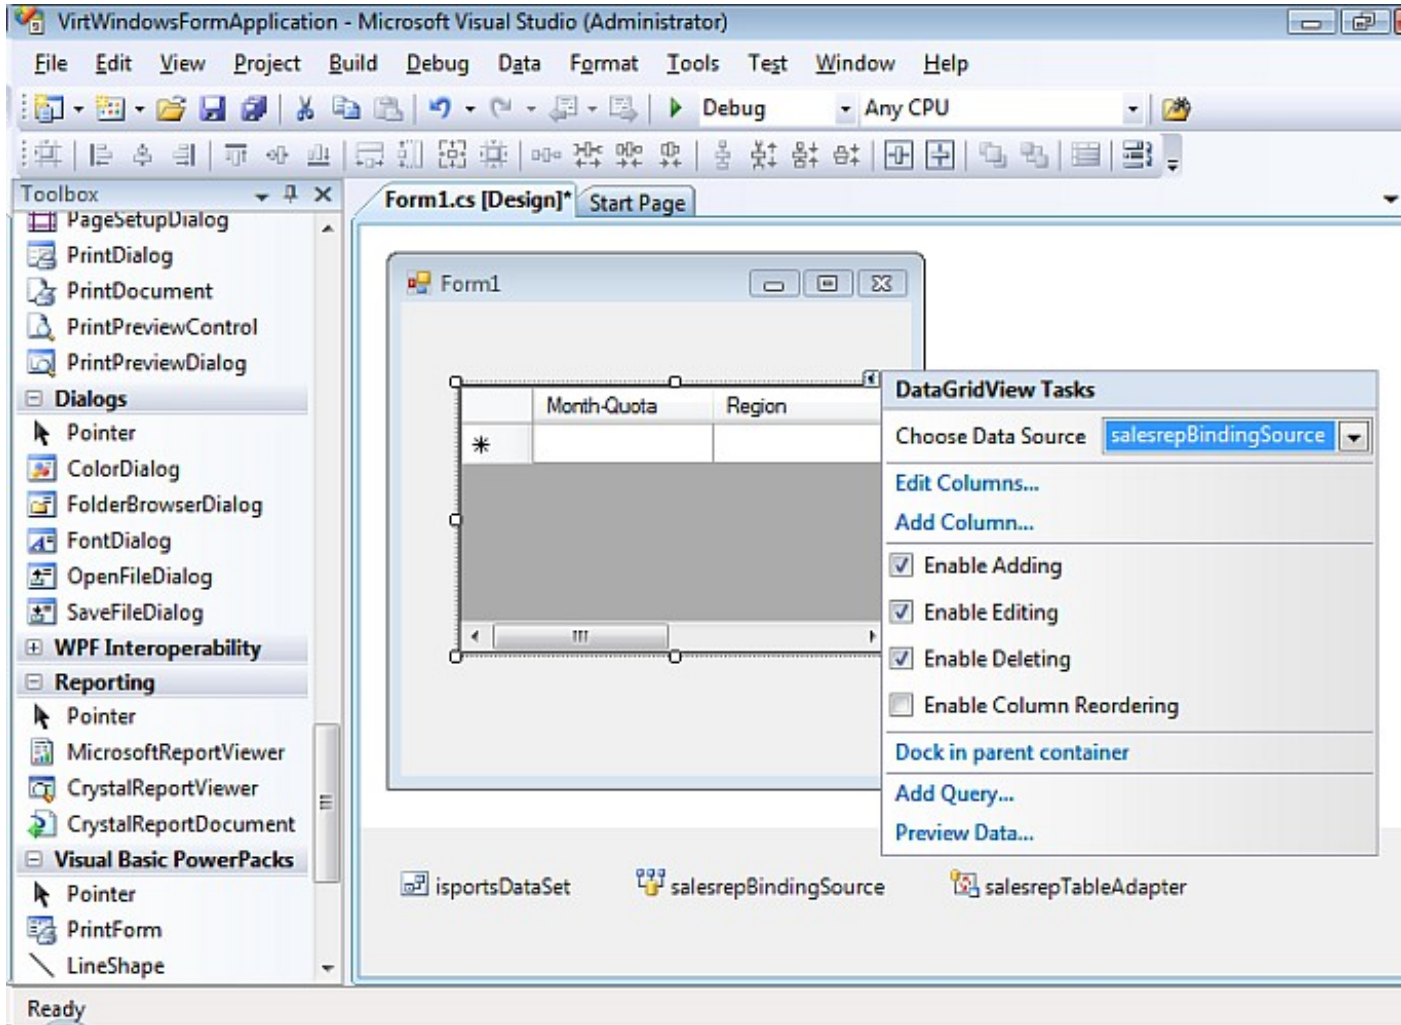 VirtWindowsFormApplication - Microsoft Visual Studio (Administrator)
File Edit View Project Build Debug Data Format Tools Test Window Help
Debug Any CPU
Toolbox
Form1.cs [Design]* Start Page
PageSetupDialog
PrintDialog
PrintDocument
PrintPreviewControl
PrintPreviewDialog
Dialogs
Pointer
ColorDialog
FolderBrowserDialog
FontDialog
OpenFileDialog
SaveFileDialog
WPF Interoperability
Reporting
Pointer
MicrosoftReportViewer
CrystalReportViewer
CrystalReportDocument
Visual Basic PowerPacks
Pointer
PrintForm
LineShape
Form1
Month-Quota Region
DataGridView Tasks
Choose Data Source salesrepBindingSource
Edit Columns...
Add Column...
Enable Adding
Enable Editing
Enable Deleting
Enable Column Reordering
Dock in parent container
Add Query...
Preview Data...
isportsDataSet salesrepBindingSource salesrepTableAdapter
Ready